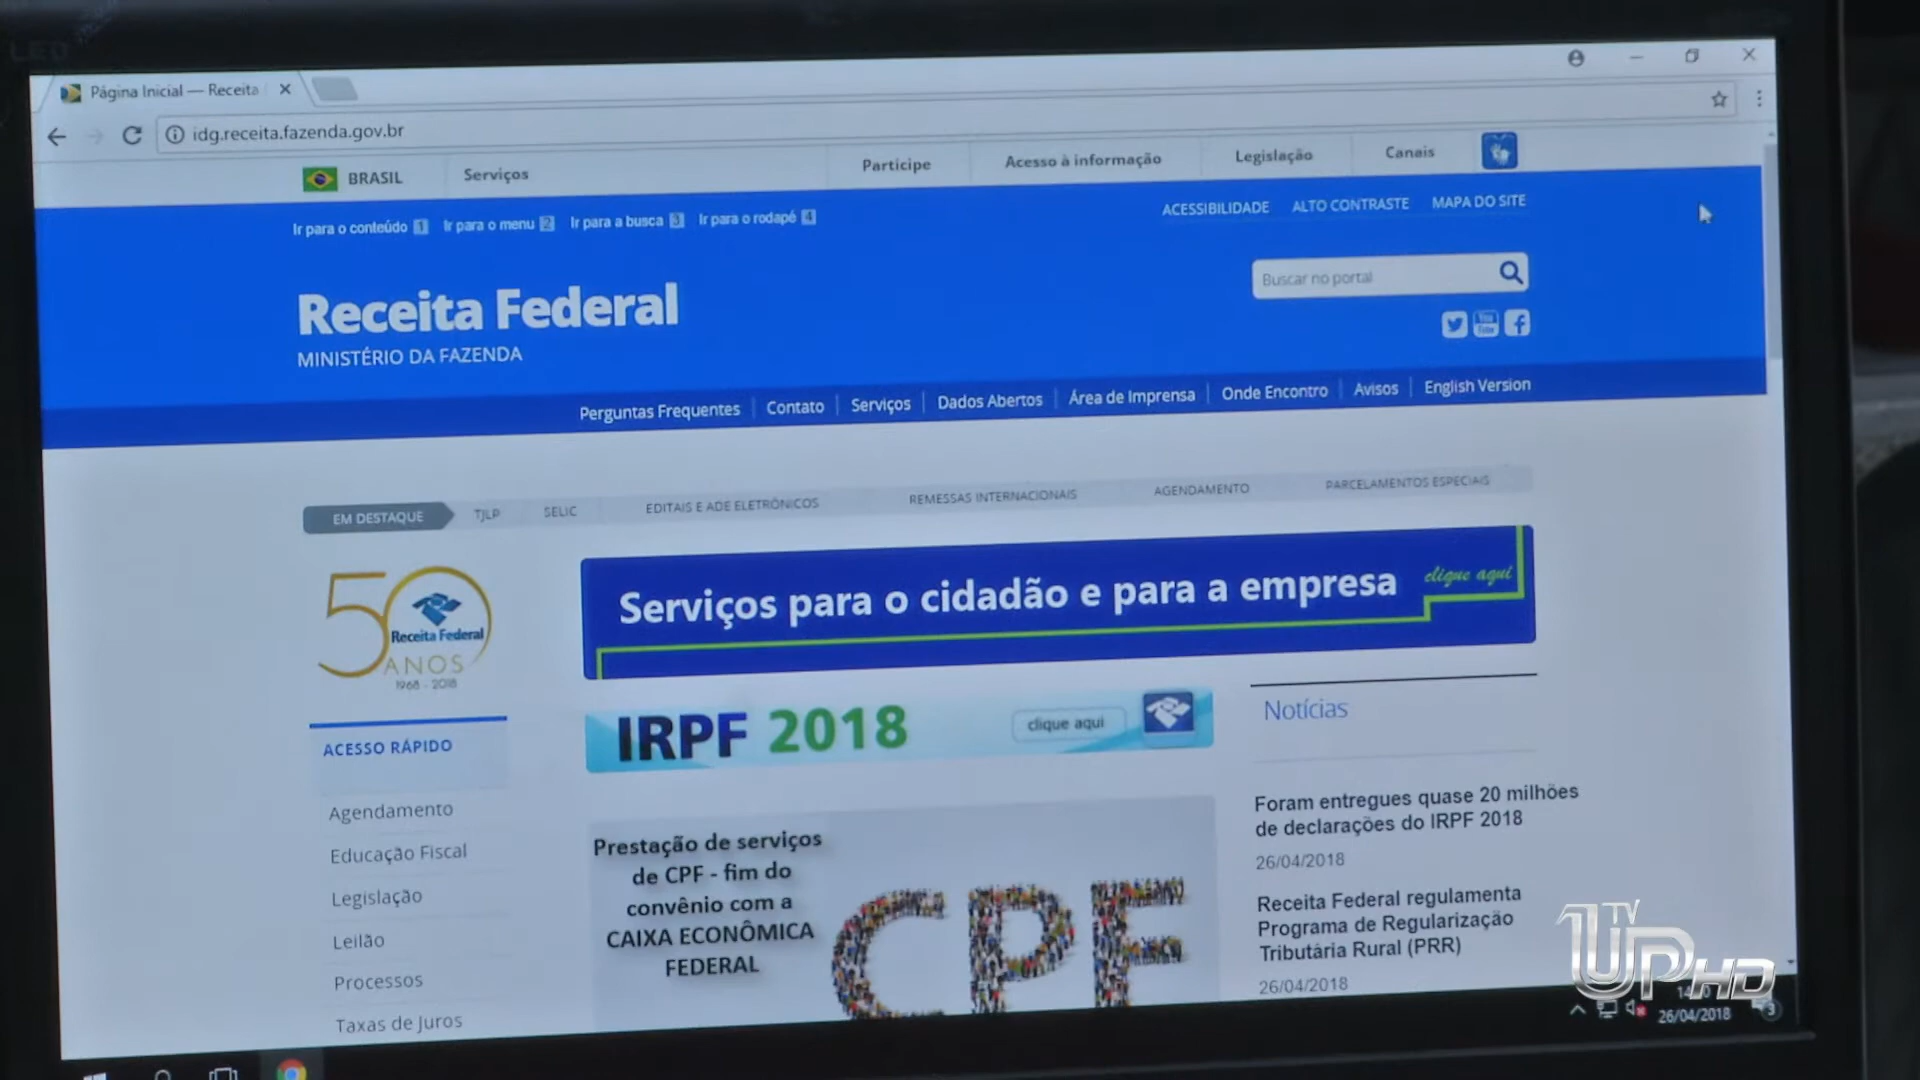 Página Inicial — Receita
idg.receita.fazenda.gov.br
BRASIL Serviços Participe Acesso à informação Legislação Canais
Ir para o conteúdo 1 Ir para o menu 2 Ir para a busca 3 Ir para o rodapé 4
ACESSIBILIDADE ALTO CONTRASTE MAPA DO SITE
Buscar no portal
Receita Federal
MINISTÉRIO DA FAZENDA
Perguntas Frequentes Contato Serviços Dados Abertos Área de Imprensa Onde Encontro Avisos English Version
EM DESTAQUE TJLP SELIC EDITAIS E ADE ELETRÔNICOS REMESSAS INTERNACIONAIS AGENDAMENTO PARCELAMENTOS ESPECIAIS
50
Receita Federal
ANOS
1968 - 2018
Serviços para o cidadão e para a empresa
clique aqui
IRPF 2018
clique aqui
ACESSO RÁPIDO
Agendamento
Educação Fiscal
Legislação
Leilão
Processos
Taxas de Juros
Prestação de serviços
de CPF - fim do
convênio com a
CAIXA ECONÔMICA
FEDERAL
CPF
Notícias
Foram entregues quase 20 milhões
de declarações do IRPF 2018
26/04/2018
Receita Federal regulamenta
Programa de Regularização
Tributária Rural (PRR)
26/04/2018
TV
UP HD
26/04/2018
3